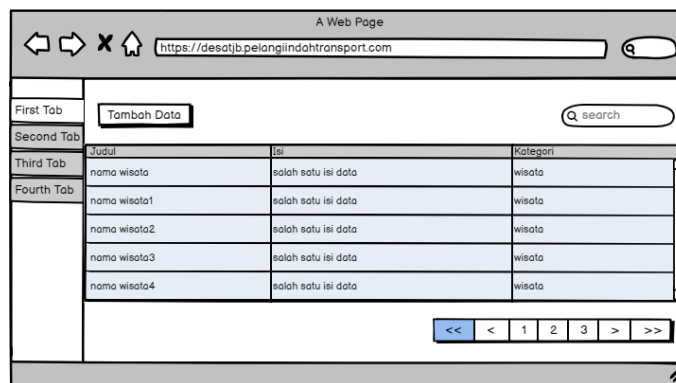 A Web Page
https://desatjb.pelangiindahtransport.com
First Tab
Second Tab
Third Tab
Fourth Tab
Tambah Data
search
Judul Isi Kategori
nama wisata salah satu isi data wisata
nama wisata1 salah satu isi data wisata
nama wisata2 salah satu isi data wisata
nama wisata3 salah satu isi data wisata
nama wisata4 salah satu isi data wisata
<< < 1 2 3 > >>